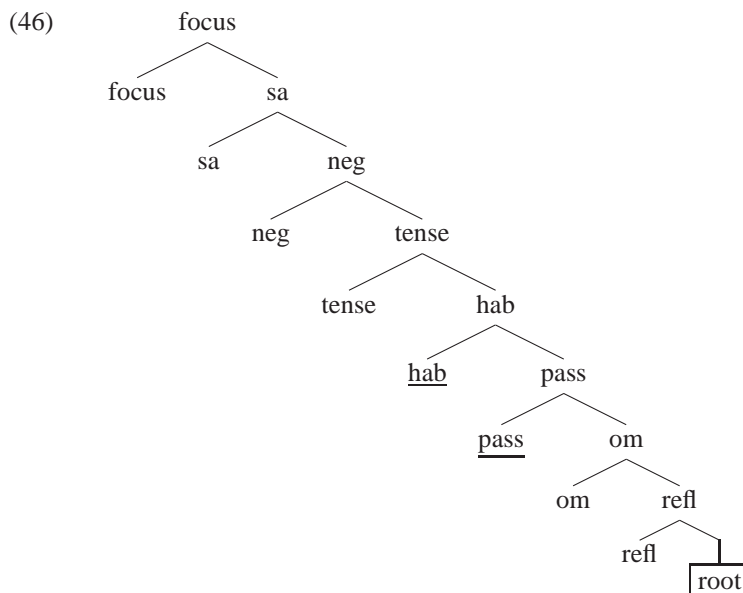 (46) focus
focus sa
sa neg
neg tense
tense hab
hab pass
pass om
om refl
refl
root